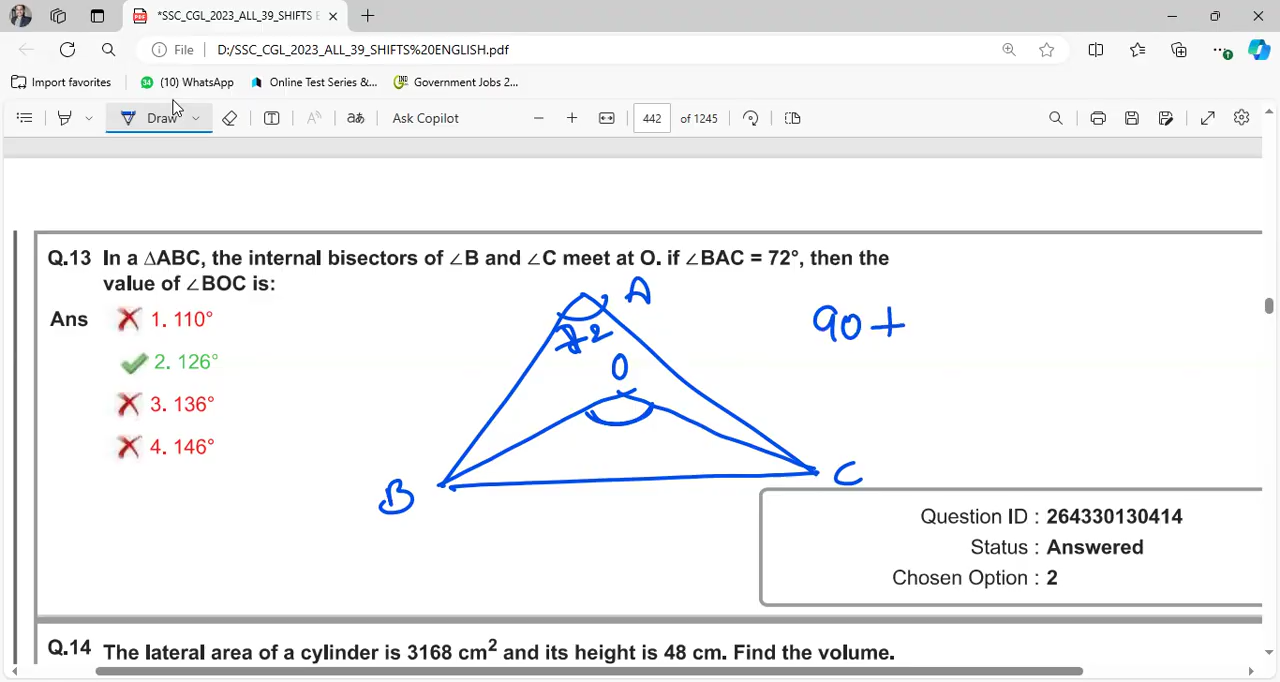 *SSC_CGL_2023_ALL_39_SHIFTS E
File D:/SSC_CGL_2023_ALL_39_SHIFTS%20ENGLISH.pdf
Import favorites (10) WhatsApp Online Test Series &... Government Jobs 2...
Draw Ask Copilot 442 of 1245
Q.13 In a ΔABC, the internal bisectors of ∠B and ∠C meet at O. if ∠BAC = 72°, then the
value of ∠BOC is:
Ans 1. 110°
2. 126°
3. 136°
4. 146°
A
72
O
B
C
90+
Question ID : 264330130414
Status : Answered
Chosen Option : 2
Q.14 The lateral area of a cylinder is 3168 cm² and its height is 48 cm. Find the volume.